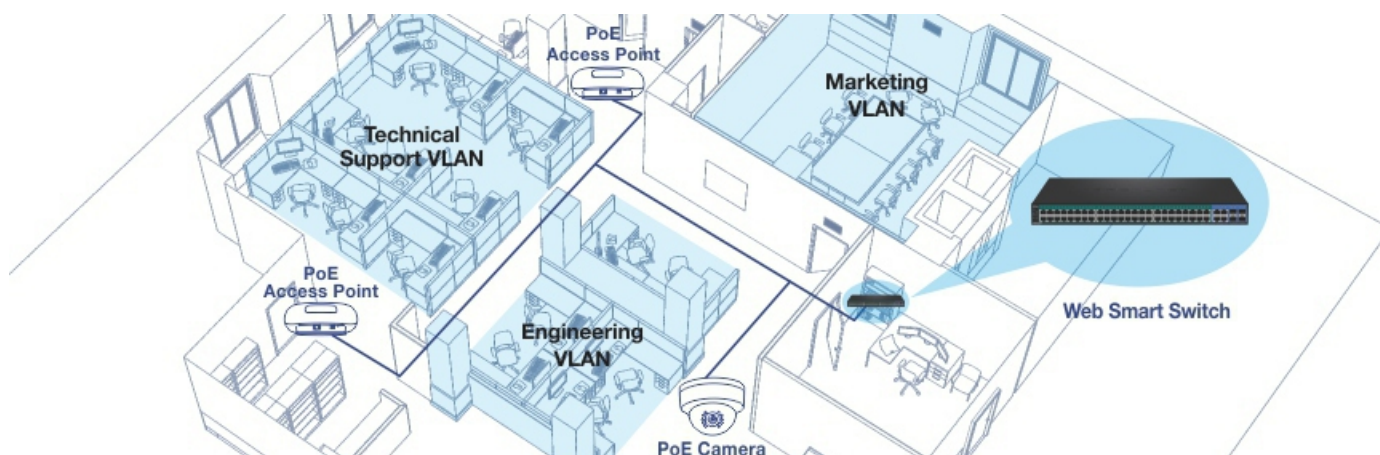 PoE
Access Point
Marketing
VLAN
Technical
Support VLAN
PoE
Access Point
Web Smart Switch
Engineering
VLAN
PoE Camera